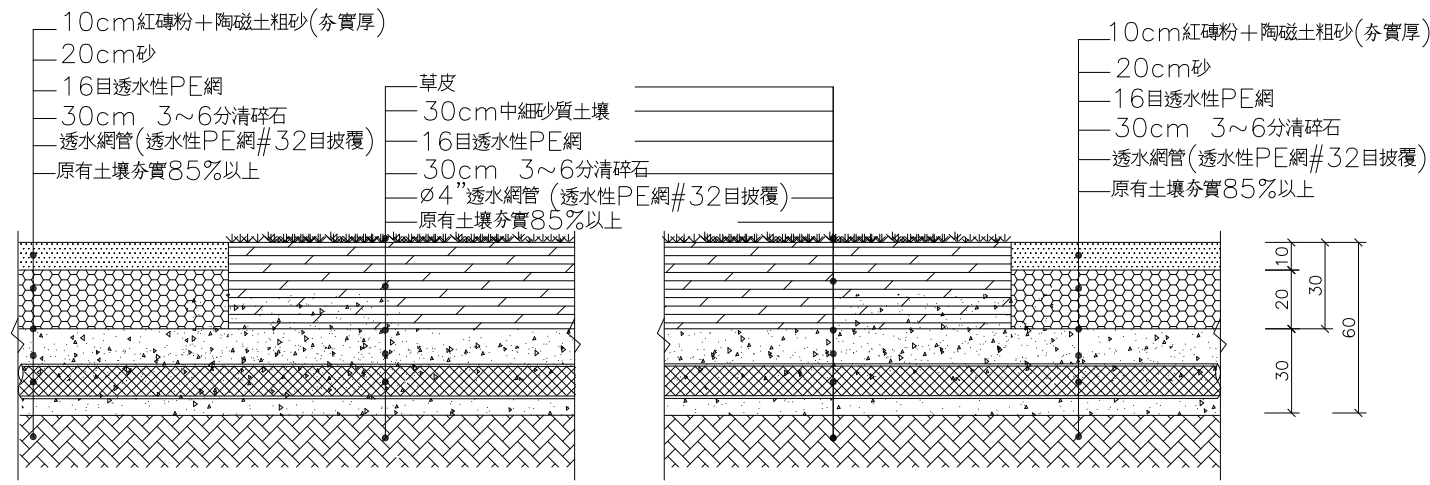 10cm紅磚粉+陶磁土粗砂(夯實厚)
20cm砂
16目透水性PE網
30cm 3~6分清碎石
透水網管(透水性PE網#32目披覆)
原有土壤夯實85%以上
草皮
30cm中細砂質土壤
16目透水性PE網
30cm 3~6分清碎石
ø4”透水網管 (透水性PE網#32目披覆)
原有土壤夯實85%以上
10cm紅磚粉+陶磁土粗砂(夯實厚)
20cm砂
16目透水性PE網
30cm 3~6分清碎石
透水網管(透水性PE網#32目披覆)
原有土壤夯實85%以上
10
20
30
30
60